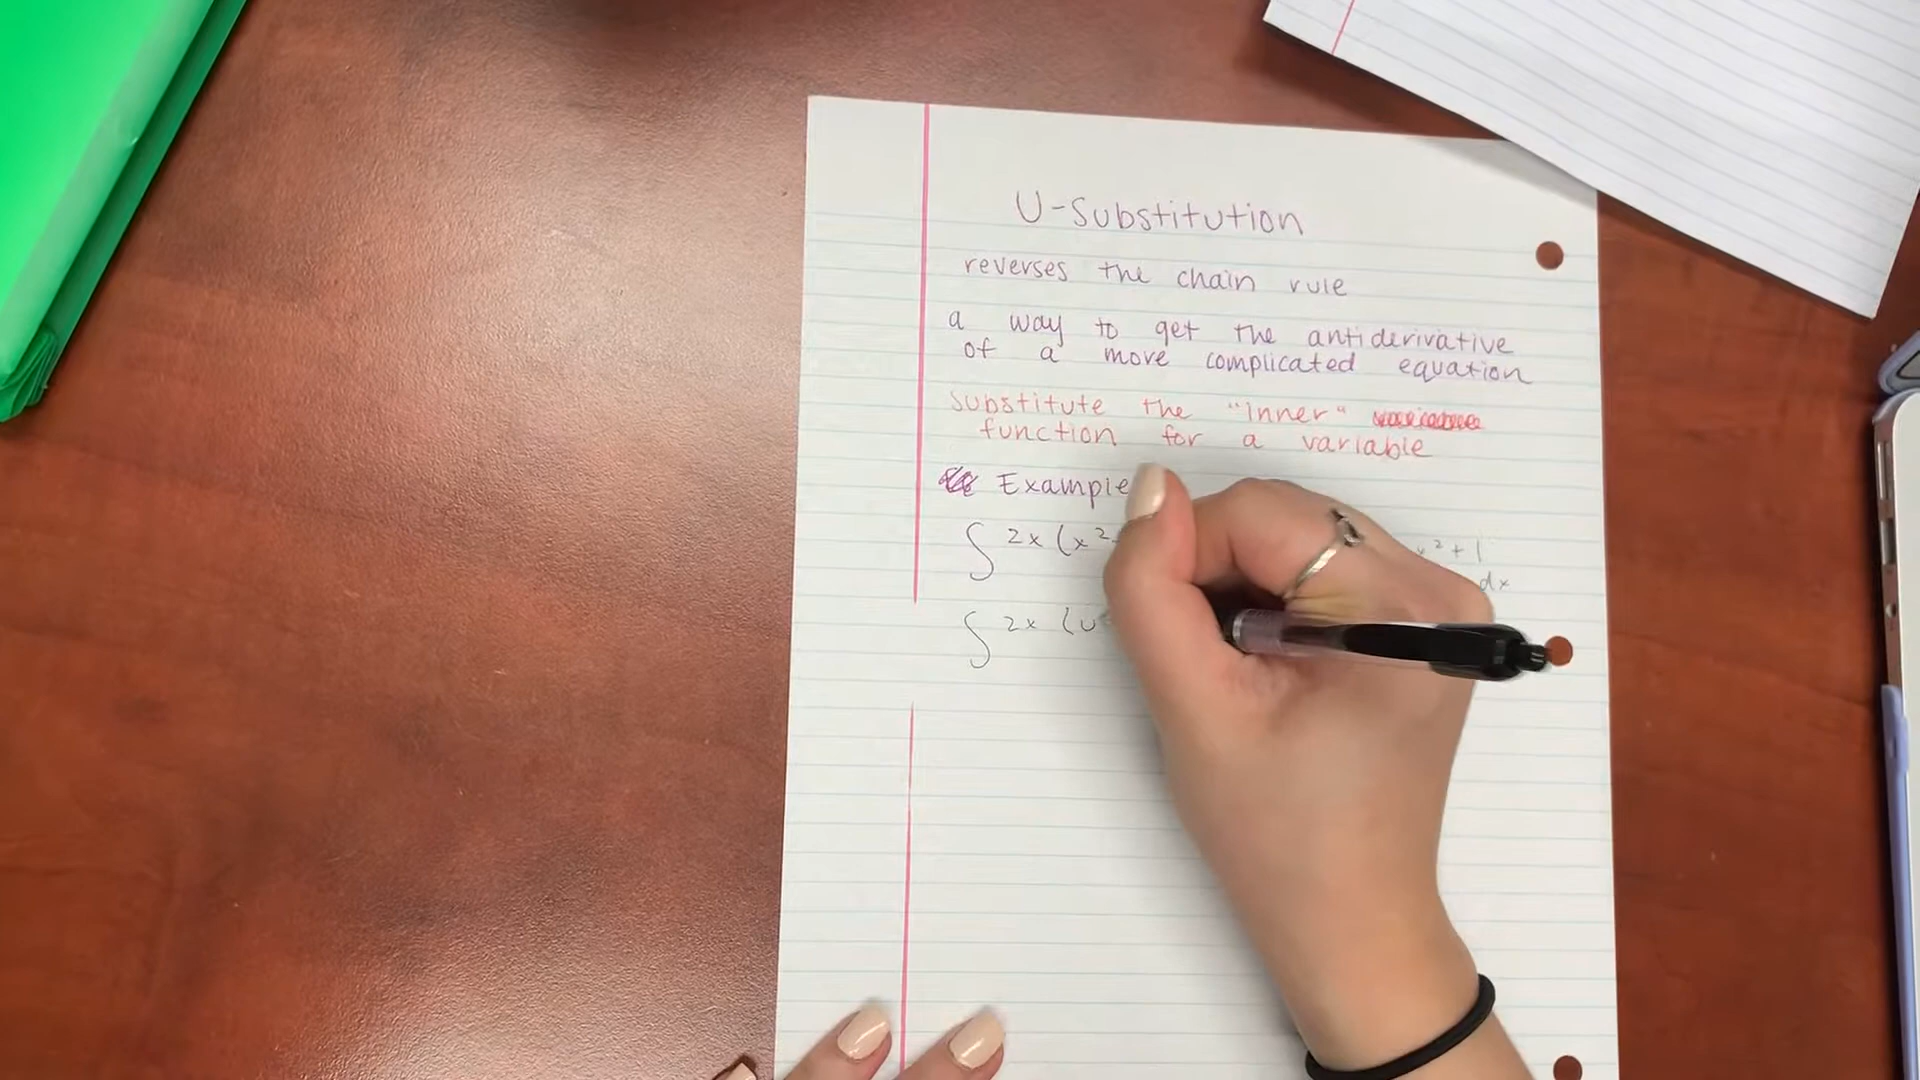 U-Substitution
reverses the chain rule
a way to get the antiderivative
of a more complicated equation
Substitute the "inner"
function for a variable
Example
∫ 2x (x²
x² + 1
dx
∫ 2x (u